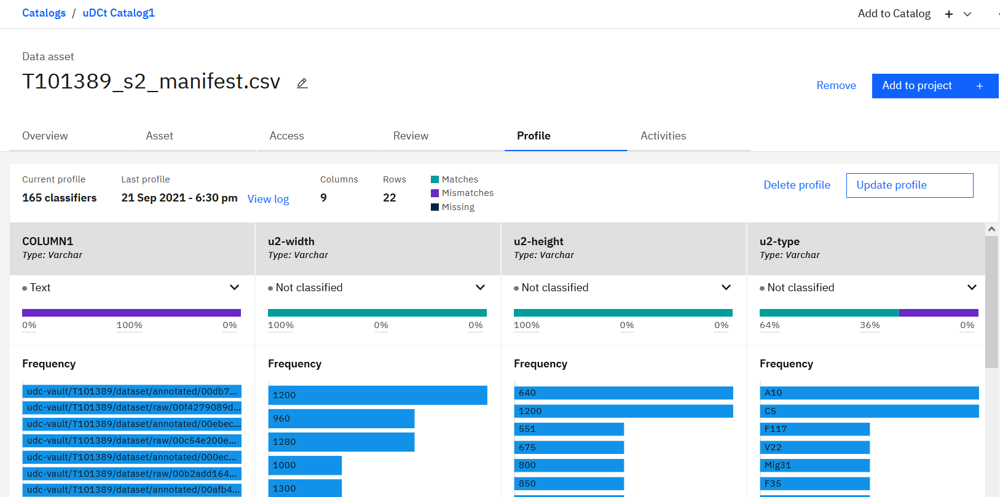 Catalogs / uDCt Catalog1
Add to Catalog +
Data asset
T101389_s2_manifest.csv
Remove
Add to project +
Overview
Asset
Access
Review
Profile
Activities
Current profile
165 classifiers
Last profile
21 Sep 2021 - 6:30 pm
View log
Columns
9
Rows
22
Matches
Mismatches
Missing
Delete profile
Update profile
COLUMN1
Type: Varchar
Text
0% 100% 0%
Frequency
udc-vault/T101389/dataset/annotated/00db7...
udc-vault/T101389/dataset/raw/00f4279089d...
udc-vault/T101389/dataset/annotated/00ebec...
udc-vault/T101389/dataset/raw/00c54e200e...
udc-vault/T101389/dataset/annotated/000ec...
udc-vault/T101389/dataset/raw/00b2add164...
udc-vault/T101389/dataset/annotated/00afb4...
u2-width
Type: Varchar
Not classified
100% 0% 0%
Frequency
1200
960
1280
1000
1300
u2-height
Type: Varchar
Not classified
100% 0% 0%
Frequency
640
1200
551
675
800
850
u2-type
Type: Varchar
Not classified
64% 36% 0%
Frequency
A10
C5
F117
V22
Mig31
F35